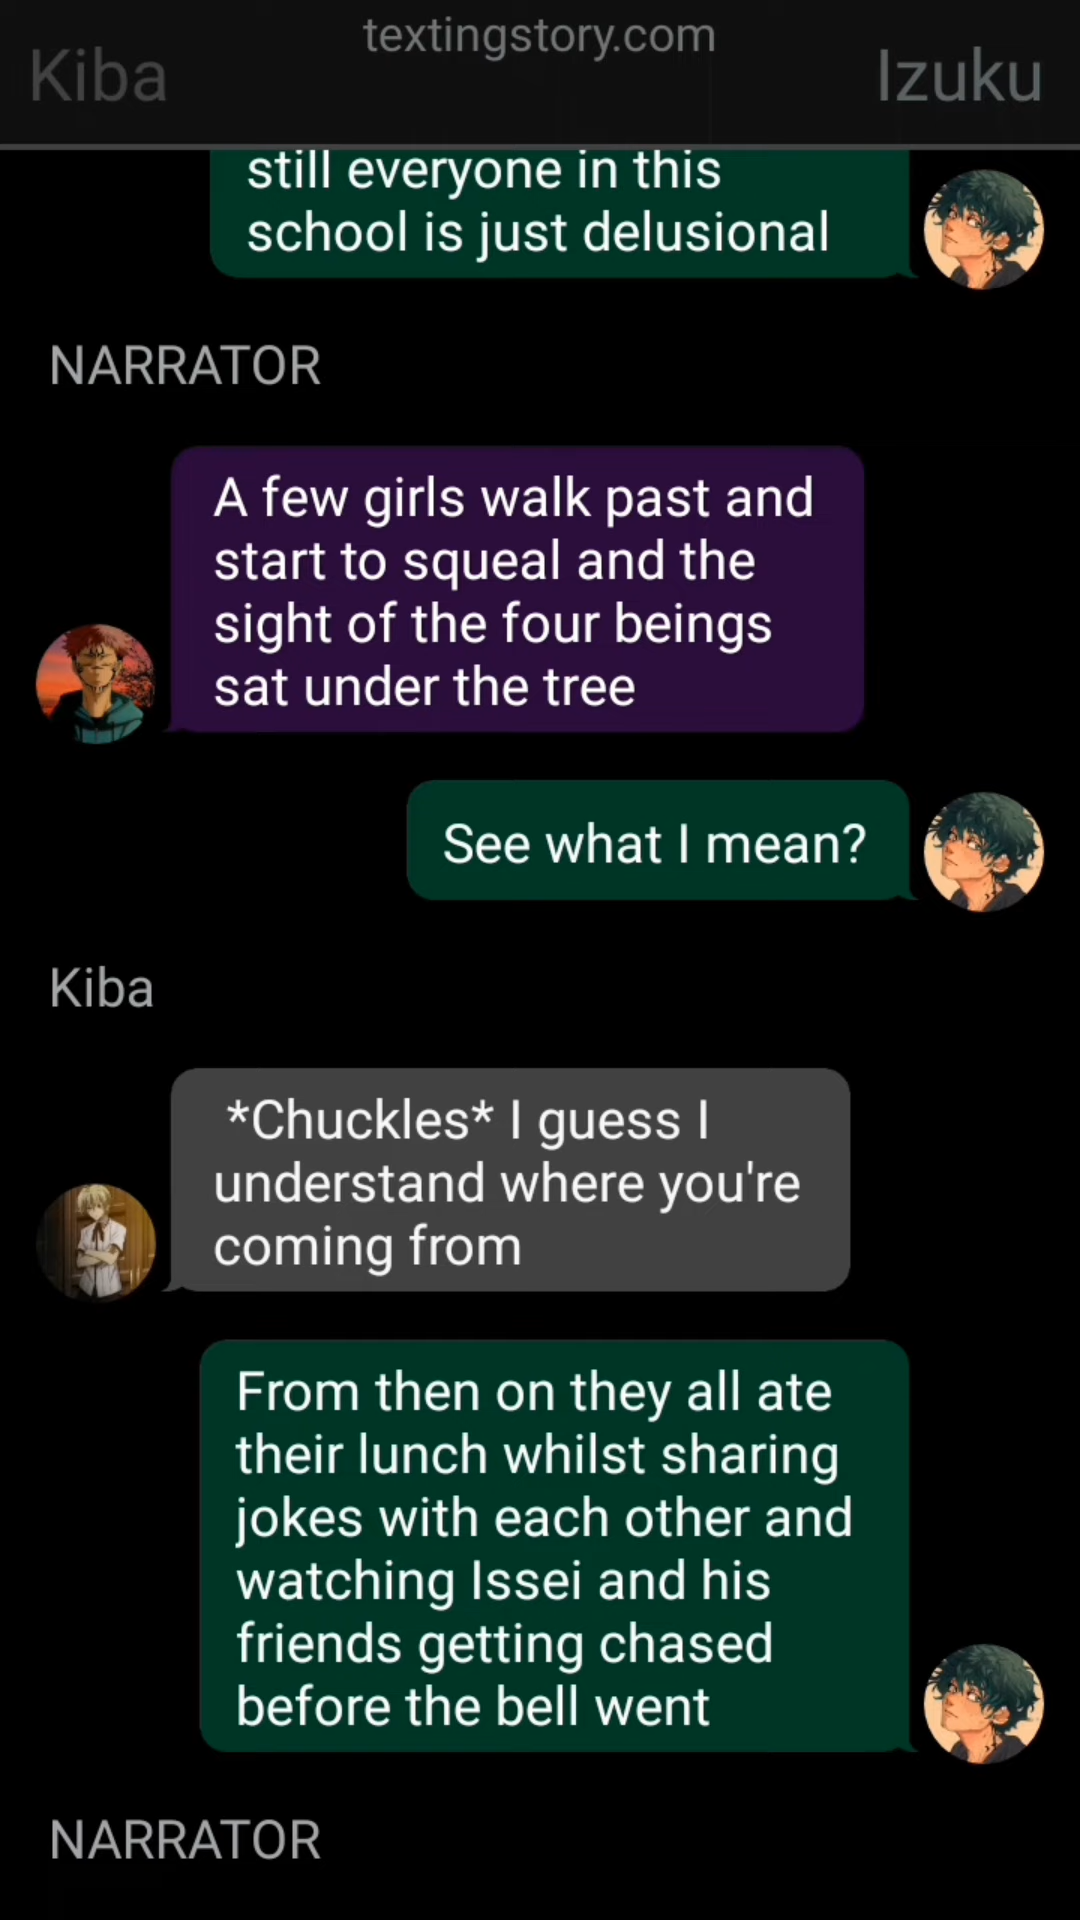 textingstory.com
Kiba
Izuku
still everyone in this
school is just delusional
NARRATOR
A few girls walk past and
start to squeal and the
sight of the four beings
sat under the tree
See what I mean?
Kiba
*Chuckles* I guess I
understand where you're
coming from
From then on they all ate
their lunch whilst sharing
jokes with each other and
watching Issei and his
friends getting chased
before the bell went
NARRATOR